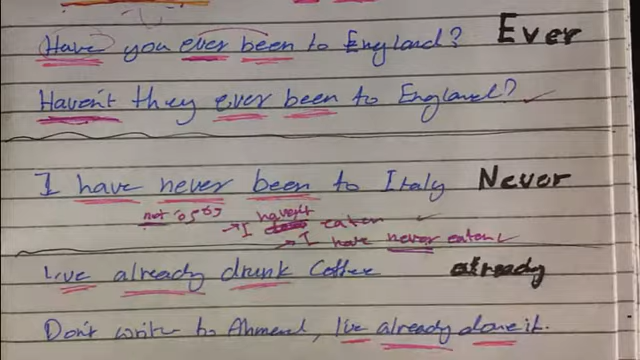 Have you ever been to England? Ever
Haven't they ever been to England?
I have never been to Italy Never
not
→ I haven't eaten
→ I have never eaten
I've already drunk Coffee already
Don't write to Ahmed, I've already done it.